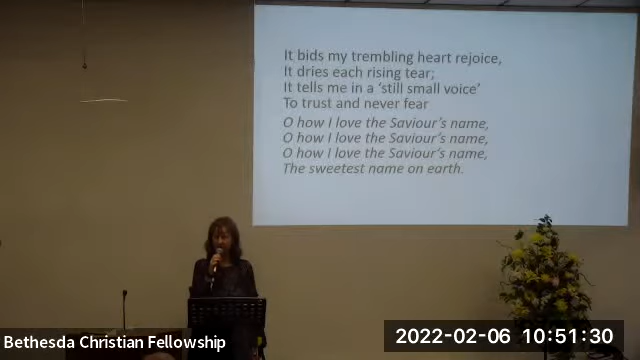 It bids my trembling heart rejoice,
It dries each rising tear;
It tells me in a ‘still small voice’
To trust and never fear
O how I love the Saviour’s name,
O how I love the Saviour’s name,
O how I love the Saviour’s name,
The sweetest name on earth.
Bethesda Christian Fellowship
2022-02-06 10:51:30